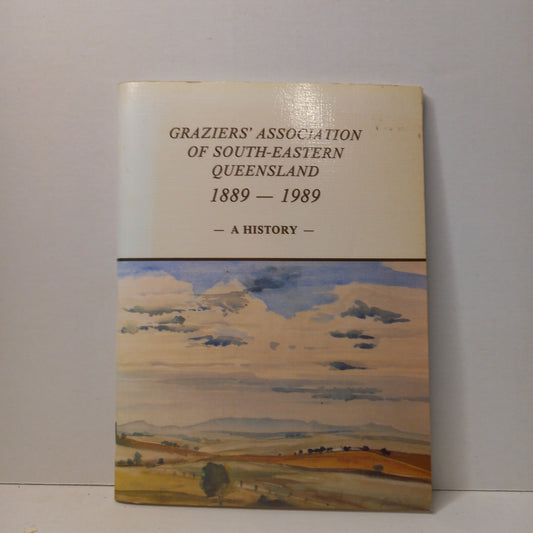 GRAZIERS' ASSOCIATION
OF SOUTH-EASTERN
QUEENSLAND
1889 — 1989
— A HISTORY —